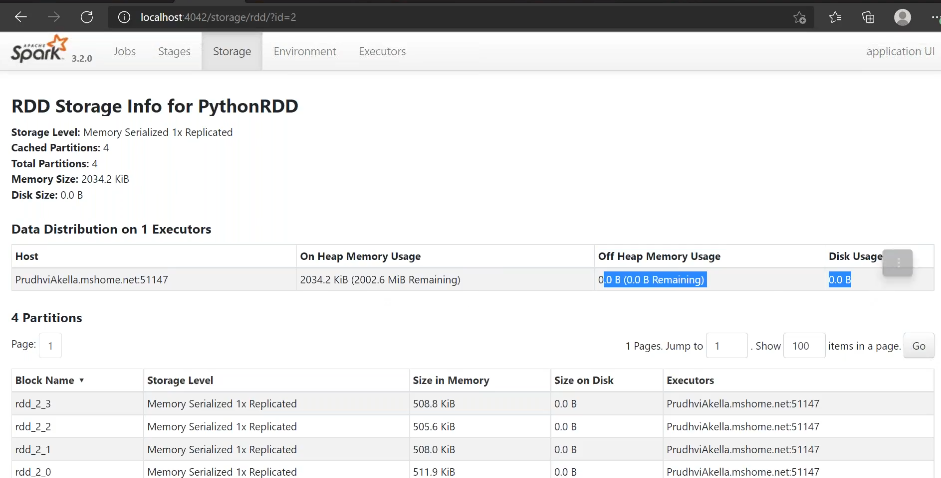 localhost:4042/storage/rdd/?id=2
APACHE Spark 3.2.0 Jobs Stages Storage Environment Executors application UI
RDD Storage Info for PythonRDD
Storage Level: Memory Serialized 1x Replicated
Cached Partitions: 4
Total Partitions: 4
Memory Size: 2034.2 KiB
Disk Size: 0.0 B
Data Distribution on 1 Executors
Host On Heap Memory Usage Off Heap Memory Usage Disk Usage
PrudhviAkella.mshome.net:51147 2034.2 KiB (2002.6 MiB Remaining) 0.0 B (0.0 B Remaining) 0.0 B
4 Partitions
Page: 1 1 Pages. Jump to 1 . Show 100 items in a page. Go
Block Name ▾ Storage Level Size in Memory Size on Disk Executors
rdd_2_3 Memory Serialized 1x Replicated 508.8 KiB 0.0 B PrudhviAkella.mshome.net:51147
rdd_2_2 Memory Serialized 1x Replicated 505.6 KiB 0.0 B PrudhviAkella.mshome.net:51147
rdd_2_1 Memory Serialized 1x Replicated 508.0 KiB 0.0 B PrudhviAkella.mshome.net:51147
rdd_2_0 Memory Serialized 1x Replicated 511.9 KiB 0.0 B PrudhviAkella.mshome.net:51147